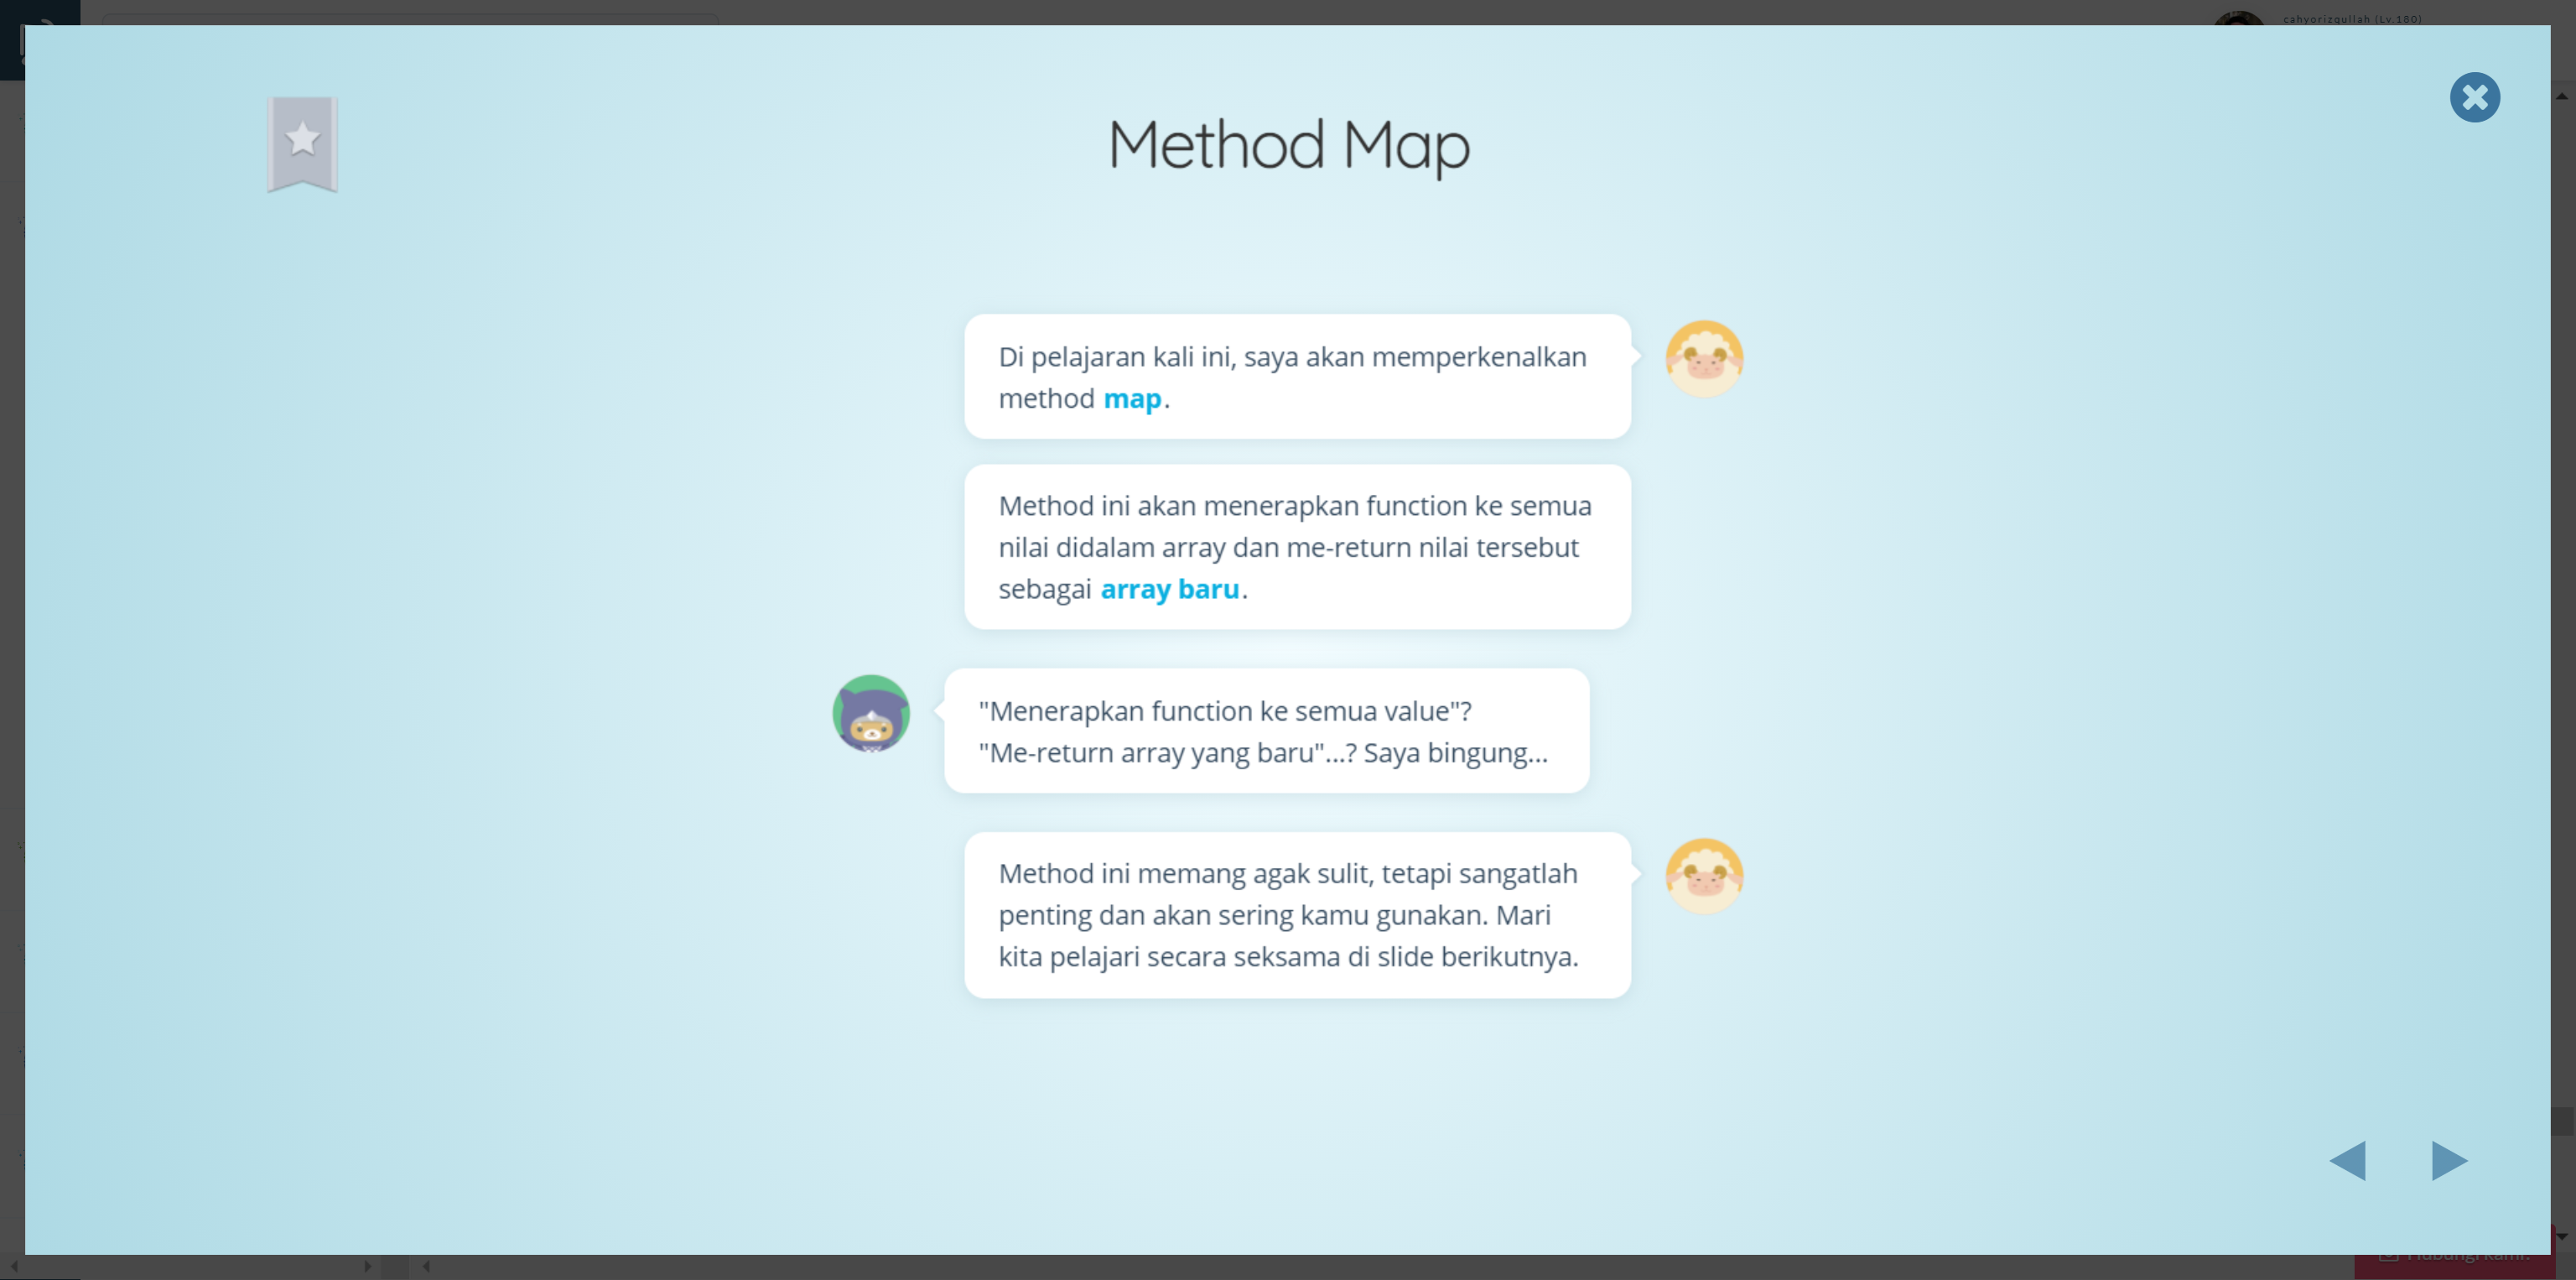 cahyorizqullah (Lv.180)
Method Map
Di pelajaran kali ini, saya akan memperkenalkan
method map.
Method ini akan menerapkan function ke semua
nilai didalam array dan me-return nilai tersebut
sebagai array baru.
"Menerapkan function ke semua value"?
"Me-return array yang baru"...? Saya bingung...
Method ini memang agak sulit, tetapi sangatlah
penting dan akan sering kamu gunakan. Mari
kita pelajari secara seksama di slide berikutnya.
Hubungi kami!